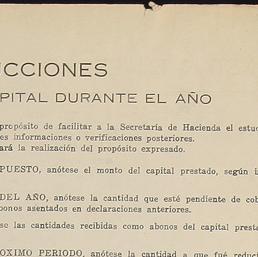 UCCIONES
PITAL DURANTE EL AÑO
propósito de facilitar a la Secretaría de Hacienda el estud
es informaciones o verificaciones posteriores.
ará la realización del propósito expresado.
PUESTO, anótese el monto del capital prestado, según i
DEL AÑO, anótese la cantidad que esté pendiente de cob
bonos asentados en declaraciones anteriores.
se las cantidades recibidas como abonos del capital presta
OXIMO PERIODO, anótese la cantidad a que fué reduci